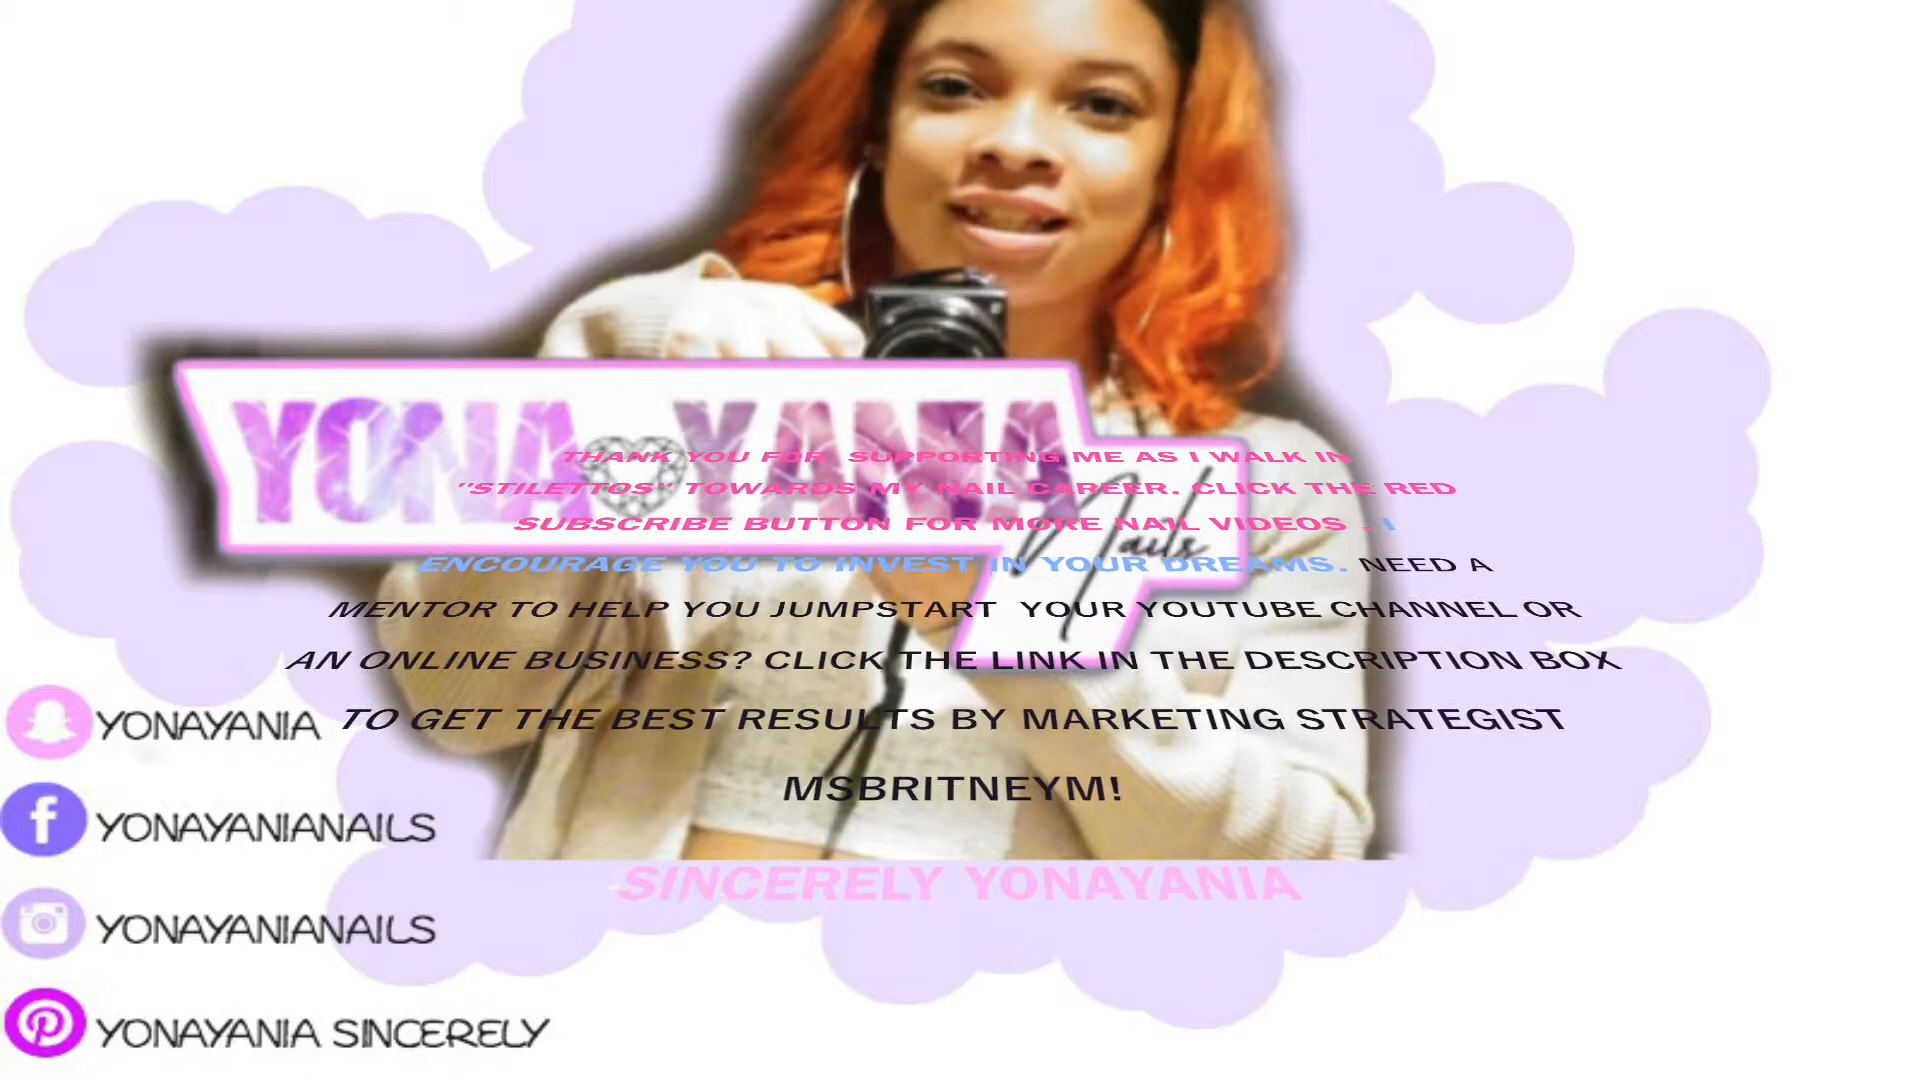 YONA YANIA
Nails
THANK YOU FOR SUPPORTING ME AS I WALK IN
"STILETTOS" TOWARDS MY NAIL CAREER. CLICK THE RED
SUBSCRIBE BUTTON FOR MORE NAIL VIDEOS . I
ENCOURAGE YOU TO INVEST IN YOUR DREAMS. NEED A
MENTOR TO HELP YOU JUMPSTART YOUR YOUTUBE CHANNEL OR
AN ONLINE BUSINESS? CLICK THE LINK IN THE DESCRIPTION BOX
TO GET THE BEST RESULTS BY MARKETING STRATEGIST
MSBRITNEYM!
SINCERELY YONAYANIA
YONAYANIA
YONAYANIANAILS
YONAYANIANAILS
YONAYANIA SINCERELY